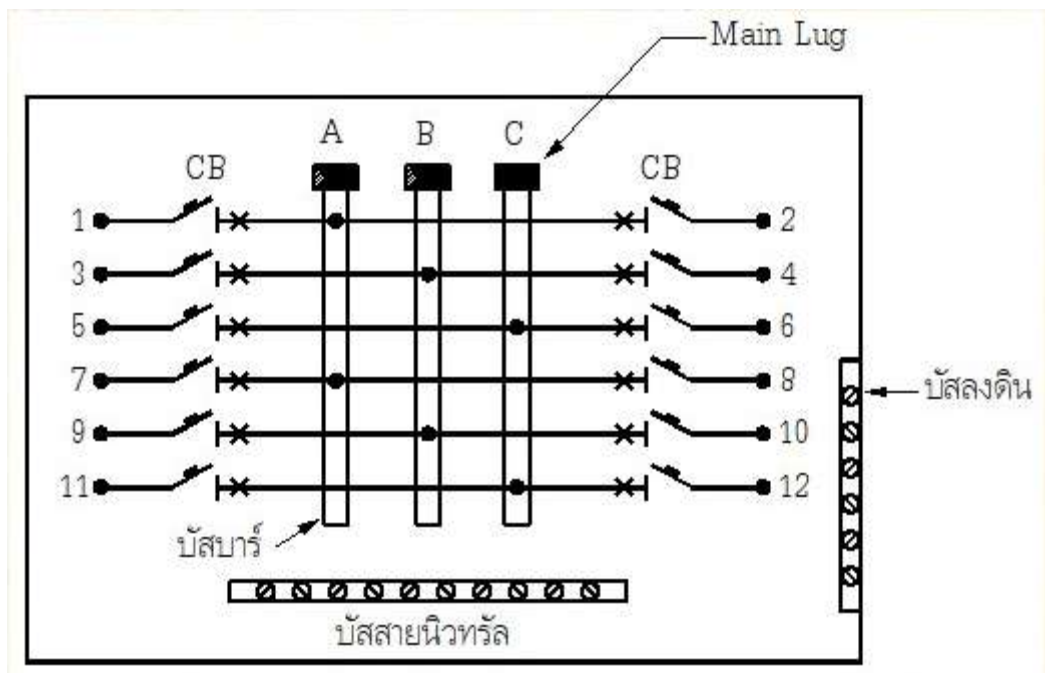 Main Lug
A B C
CB CB
1 2
3 4
5 6
7 8
บัสลงดิน
9 10
11 12
บัสบาร์
บัสสายนิวทรัล